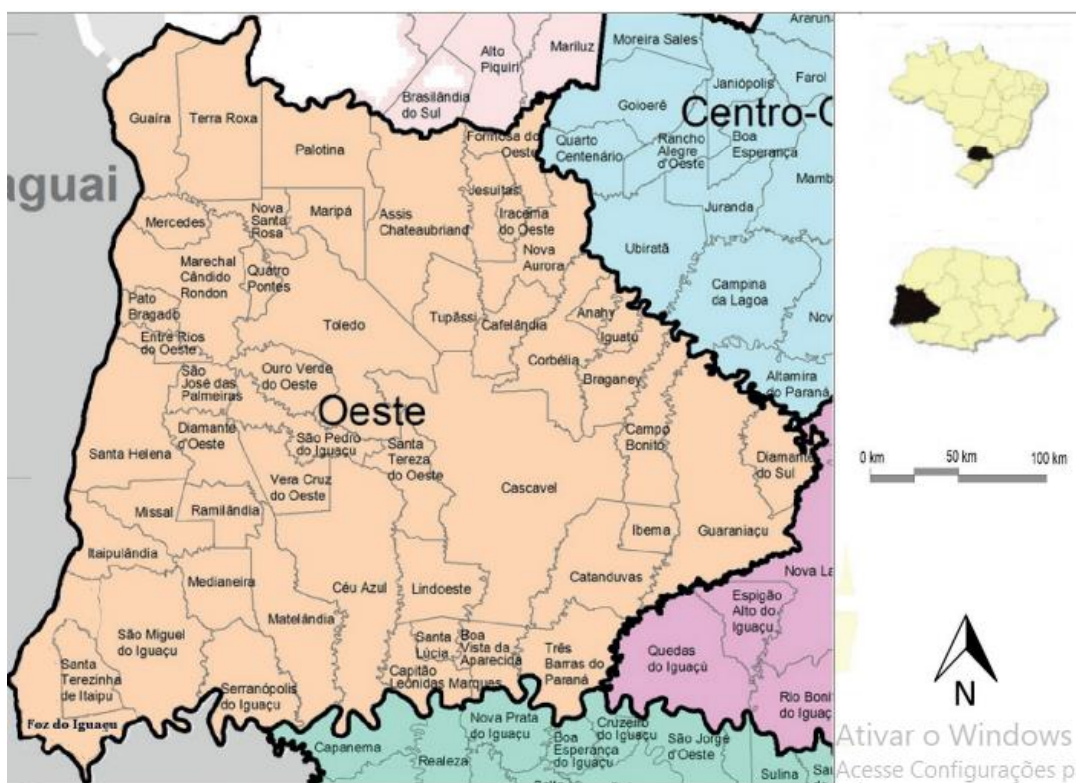 Mariluz
Moreira Sales
Araruna
Alto
Piquiri
Janiópolis
Farol
Brasilândia
do Sul
Goioerê
Centro-O
Guaíra
Terra Roxa
Formosa do
Oeste
Quarto
Centenário
Rancho
Alegre
d'Oeste
Boa
Esperança
Palotina
aguai
Jesuítas
Mamb
Mercedes
Nova
Santa
Rosa
Maripá
Assis
Chateaubriand
Iracema
do Oeste
Juranda
Nova
Aurora
Ubiratã
Marechal
Cândido
Rondon
Quatro
Pontes
Campina
da Lagoa
Pato
Bragado
Toledo
Tupãssi
Cafelândia
Anahy
Nov
Entre Rios
do Oeste
Iguatu
Corbélia
São
José das
Palmeiras
Ouro Verde
do Oeste
Braganey
Altamira
do Paraná
Oeste
Diamante
d'Oeste
São Pedro
do Iguaçu
Santa
Tereza
do Oeste
Campo
Bonito
Santa Helena
Diamante
do Sul
Vera Cruz
do Oeste
Cascavel
Missal
Ramilândia
Ibema
Guaraniaçu
Itaipulândia
Medianeira
Céu Azul
Lindoeste
Catanduvas
Nova La
Espigão
Alto do
Iguaçu
São Miguel
do Iguaçu
Matelândia
Santa
Lúcia
Boa
Vista da
Aparecida
Três
Barras do
Paraná
Quedas
do Iguaçú
Santa
Terezinha
de Itaipu
Capitão
Leônidas Marques
Serranópolis
do Iguaçu
Rio Boni
do Iguaç
Foz do Iguaçu
Capanema
Nova Prata
do Iguaçu
Cruzeiro
do Iguaçu
Realeza
Boa
Esperança
do Iguaçu
São Jorge
d'Oeste
Sulina
0 km
50 km
100 km
N
Ativar o Windows
Acesse Configurações p